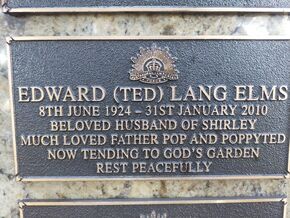 EDWARD (TED) LANG ELMS
8TH JUNE 1924 – 31ST JANUARY 2010
BELOVED HUSBAND OF SHIRLEY
MUCH LOVED FATHER POP AND POPPYTED
NOW TENDING TO GOD'S GARDEN
REST PEACEFULLY